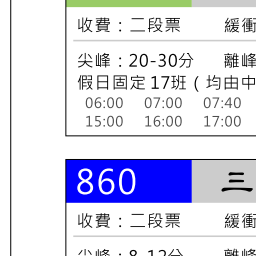 收費：二段票 緩衝
尖峰：20-30分 離峰
假日固定17班（均由中
06:00 07:00 07:40
15:00 16:00 17:00
860 三
收費：二段票 緩衝
尖峰：8-12分 離峰